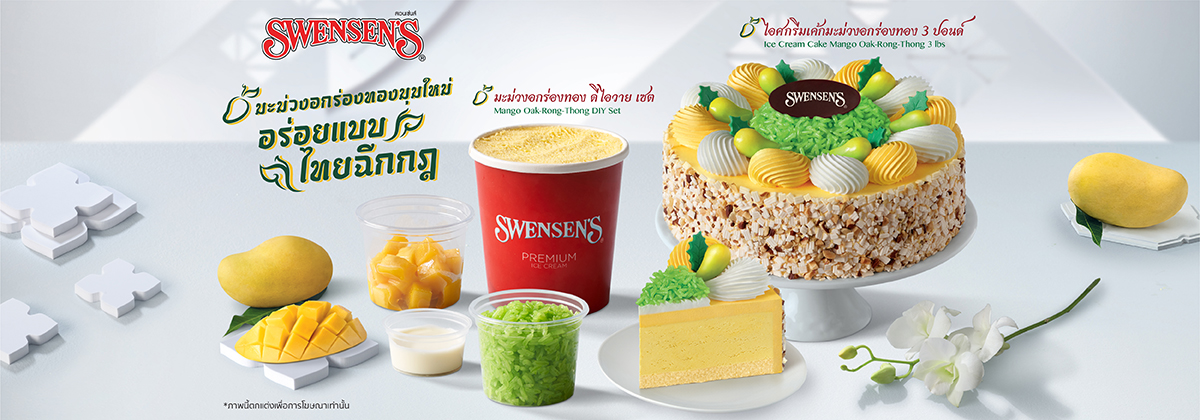 สเวนเซ่นส์
SWENSEN'S®
มะม่วงอกร่องทองมุมใหม่
อร่อยแบบ
ไทยฉีกกฎ
มะม่วงอกร่องทอง ดีไอวาย เซต
Mango Oak-Rong-Thong DIY Set
ไอศกรีมเค้กมะม่วงอกร่องทอง 3 ปอนด์
Ice Cream Cake Mango Oak-Rong-Thong 3 lbs
SWENSEN'S
SWENSEN'S®
PREMIUM
ICE CREAM
*ภาพนี้ตกแต่งเพื่อการโฆษณาเท่านั้น